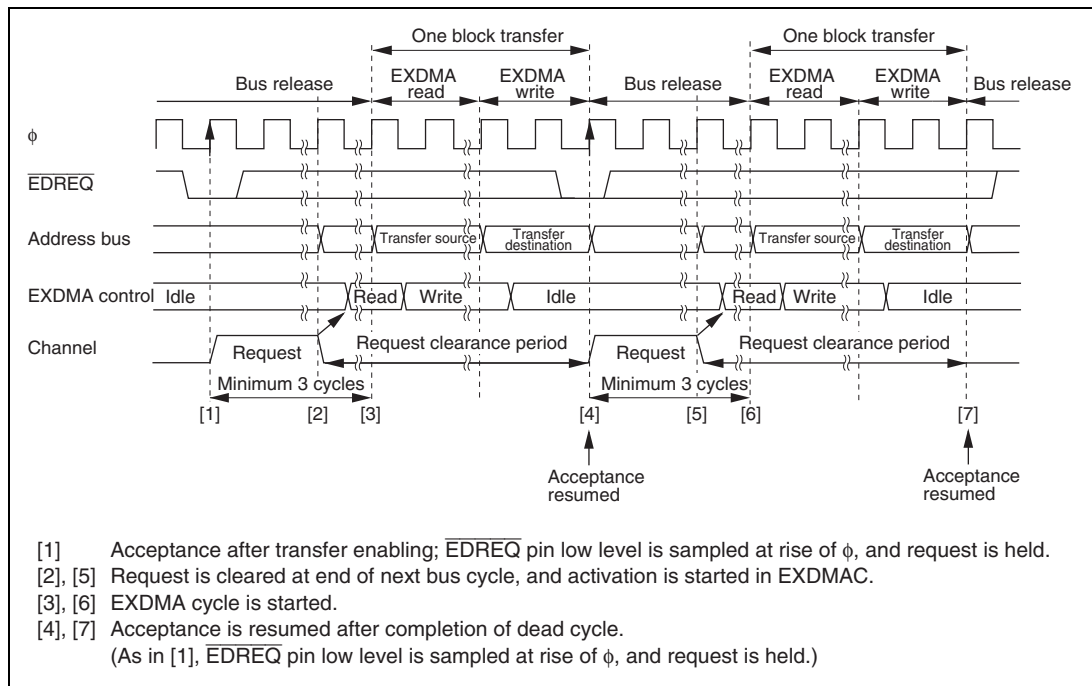 One block transfer One block transfer
Bus release EXDMA read EXDMA write Bus release EXDMA read EXDMA write Bus release
ϕ
EDREQ
Address bus Transfer source Transfer destination Transfer source Transfer destination
EXDMA control Idle Read Write Idle Read Write Idle
Channel Request Request clearance period Request Request clearance period
Minimum 3 cycles Minimum 3 cycles
[1] [2] [3] [4] [5] [6] [7]
Acceptance resumed Acceptance resumed
[1] Acceptance after transfer enabling; EDREQ pin low level is sampled at rise of ϕ, and request is held.
[2], [5] Request is cleared at end of next bus cycle, and activation is started in EXDMAC.
[3], [6] EXDMA cycle is started.
[4], [7] Acceptance is resumed after completion of dead cycle.
(As in [1], EDREQ pin low level is sampled at rise of ϕ, and request is held.)